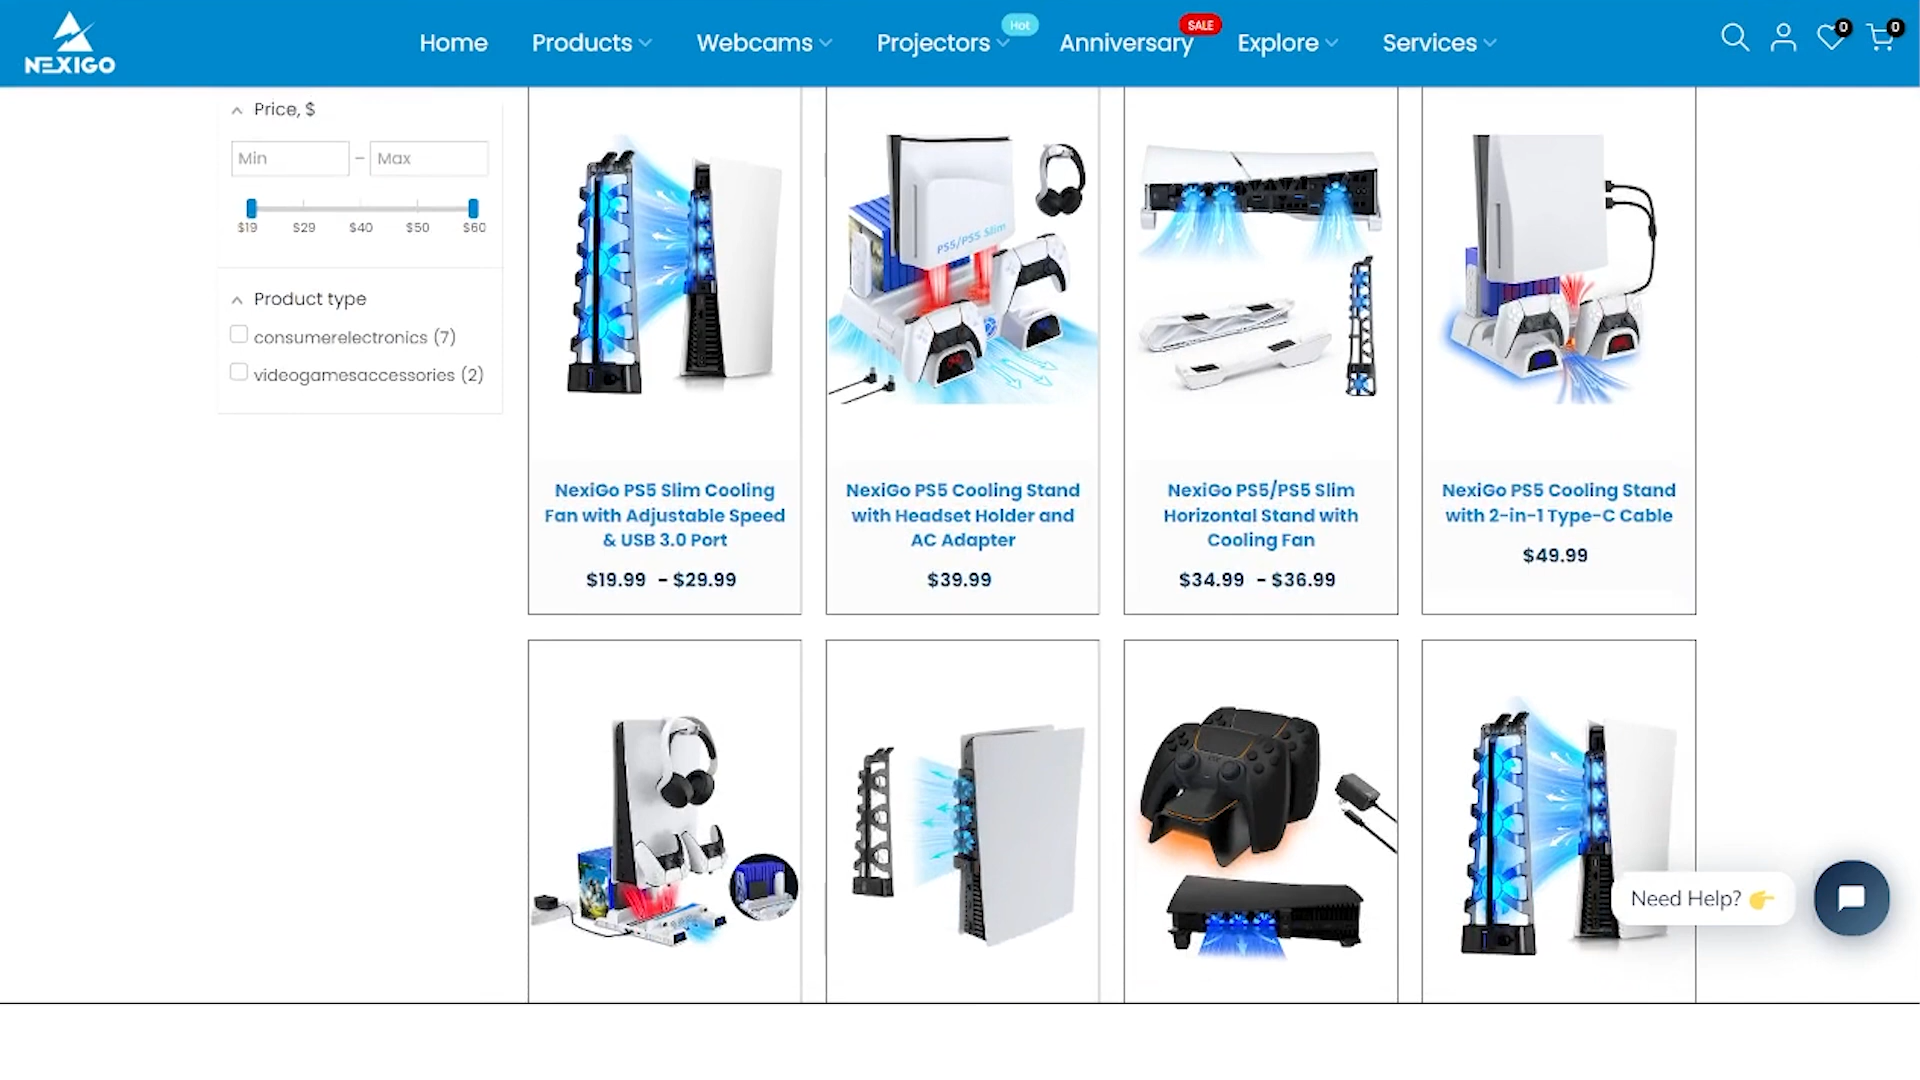 NEXIGO
Home
Products
Webcams
Projectors
Hot
Anniversary
SALE
Explore
Services
0
0
Price, $
Min – Max
$19 $29 $40 $50 $60
Product type
consumerelectronics (7)
videogamesaccessories (2)
PS5/PS5 Slim
NexiGo PS5 Slim Cooling
Fan with Adjustable Speed
& USB 3.0 Port
$19.99 - $29.99
NexiGo PS5 Cooling Stand
with Headset Holder and
AC Adapter
$39.99
NexiGo PS5/PS5 Slim
Horizontal Stand with
Cooling Fan
$34.99 - $36.99
NexiGo PS5 Cooling Stand
with 2-in-1 Type-C Cable
$49.99
Need Help? 👉